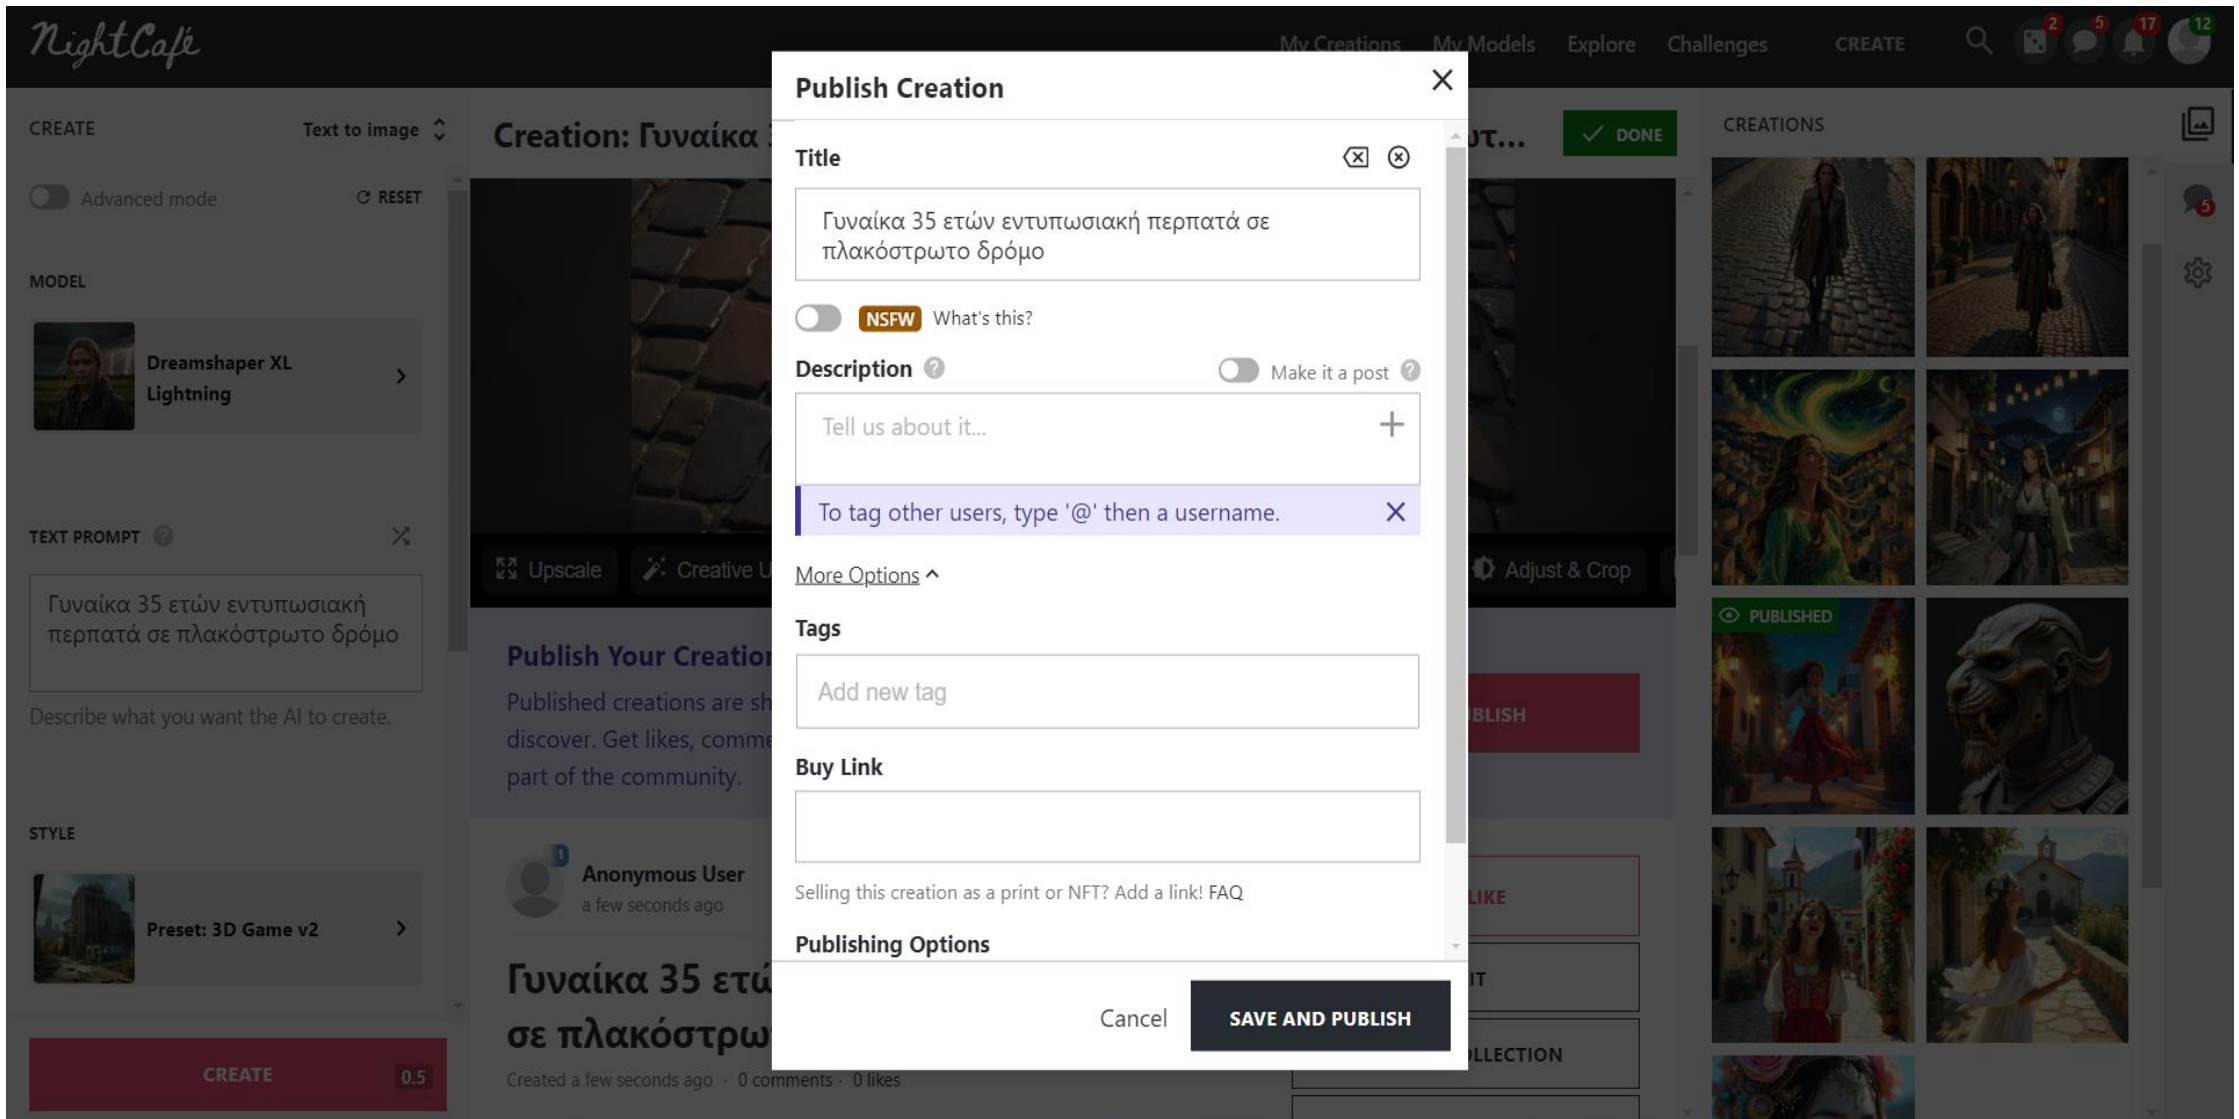 NightCafé
My Creations My Models Explore Challenges CREATE 2 5 17 12
CREATE Text to image
Advanced mode RESET
MODEL
Dreamshaper XL
Lightning
TEXT PROMPT ?
Γυναίκα 35 ετών εντυπωσιακή
περπατά σε πλακόστρωτο δρόμο
Describe what you want the AI to create.
STYLE
Preset: 3D Game v2
CREATE 0.5
Creation: Γυναίκα
υτ... DONE
Upscale Creative U
Adjust & Crop
Publish Your Creation
Published creations are sh
discover. Get likes, comme
part of the community.
BLISH
1
Anonymous User
a few seconds ago
Γυναίκα 35 ετώ
σε πλακόστρω
Created a few seconds ago · 0 comments · 0 likes
LIKE
IT
LLECTION
Publish Creation
Title
Γυναίκα 35 ετών εντυπωσιακή περπατά σε
πλακόστρωτο δρόμο
NSFW What's this?
Description ? Make it a post ?
Tell us about it...
To tag other users, type '@' then a username.
More Options
Tags
Add new tag
Buy Link
Selling this creation as a print or NFT? Add a link! FAQ
Publishing Options
Cancel SAVE AND PUBLISH
CREATIONS
5
PUBLISHED